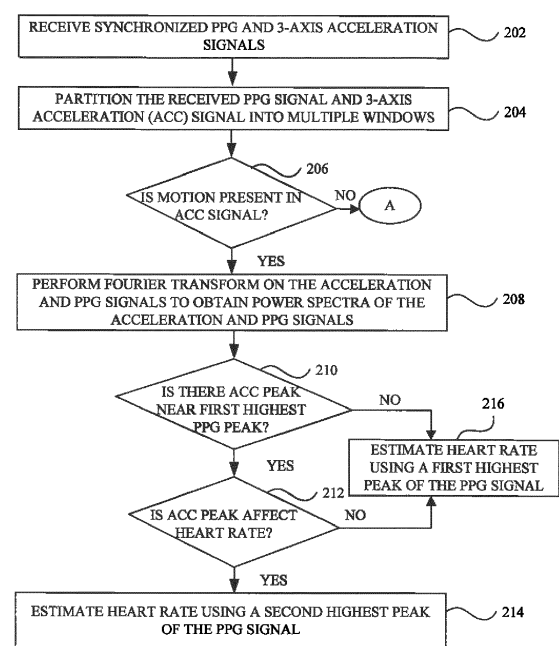 RECEIVE SYNCHRONIZED PPG AND 3-AXIS ACCELERATION
SIGNALS
202
PARTITION THE RECEIVED PPG SIGNAL AND 3-AXIS
ACCELERATION (ACC) SIGNAL INTO MULTIPLE WINDOWS
204
206
IS MOTION PRESENT IN
ACC SIGNAL?
NO
A
YES
PERFORM FOURIER TRANSFORM ON THE ACCELERATION
AND PPG SIGNALS TO OBTAIN POWER SPECTRA OF THE
ACCELERATION AND PPG SIGNALS
208
210
IS THERE ACC PEAK
NEAR FIRST HIGHEST
PPG PEAK?
NO
216
ESTIMATE HEART RATE
USING A FIRST HIGHEST
PEAK OF THE PPG SIGNAL
YES
212
IS ACC PEAK AFFECT
HEART RATE?
NO
YES
ESTIMATE HEART RATE USING A SECOND HIGHEST PEAK
OF THE PPG SIGNAL
214